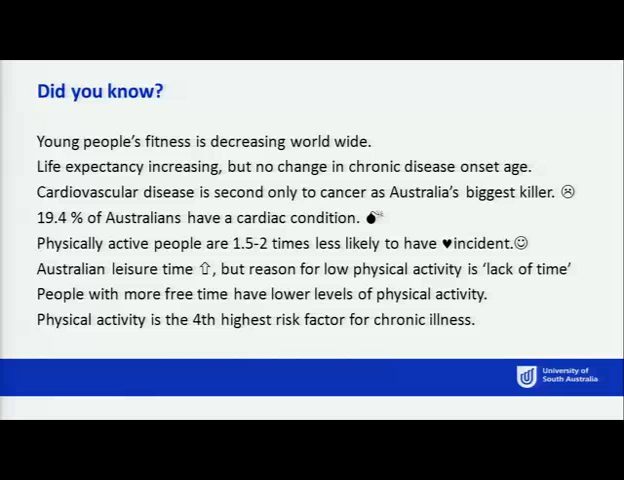 Did you know?
Young people's fitness is decreasing world wide.
Life expectancy increasing, but no change in chronic disease onset age.
Cardiovascular disease is second only to cancer as Australia's biggest killer. ☹
19.4 % of Australians have a cardiac condition. 💣
Physically active people are 1.5-2 times less likely to have ♥incident.☺
Australian leisure time ⇧, but reason for low physical activity is 'lack of time'
People with more free time have lower levels of physical activity.
Physical activity is the 4th highest risk factor for chronic illness.
University of
South Australia